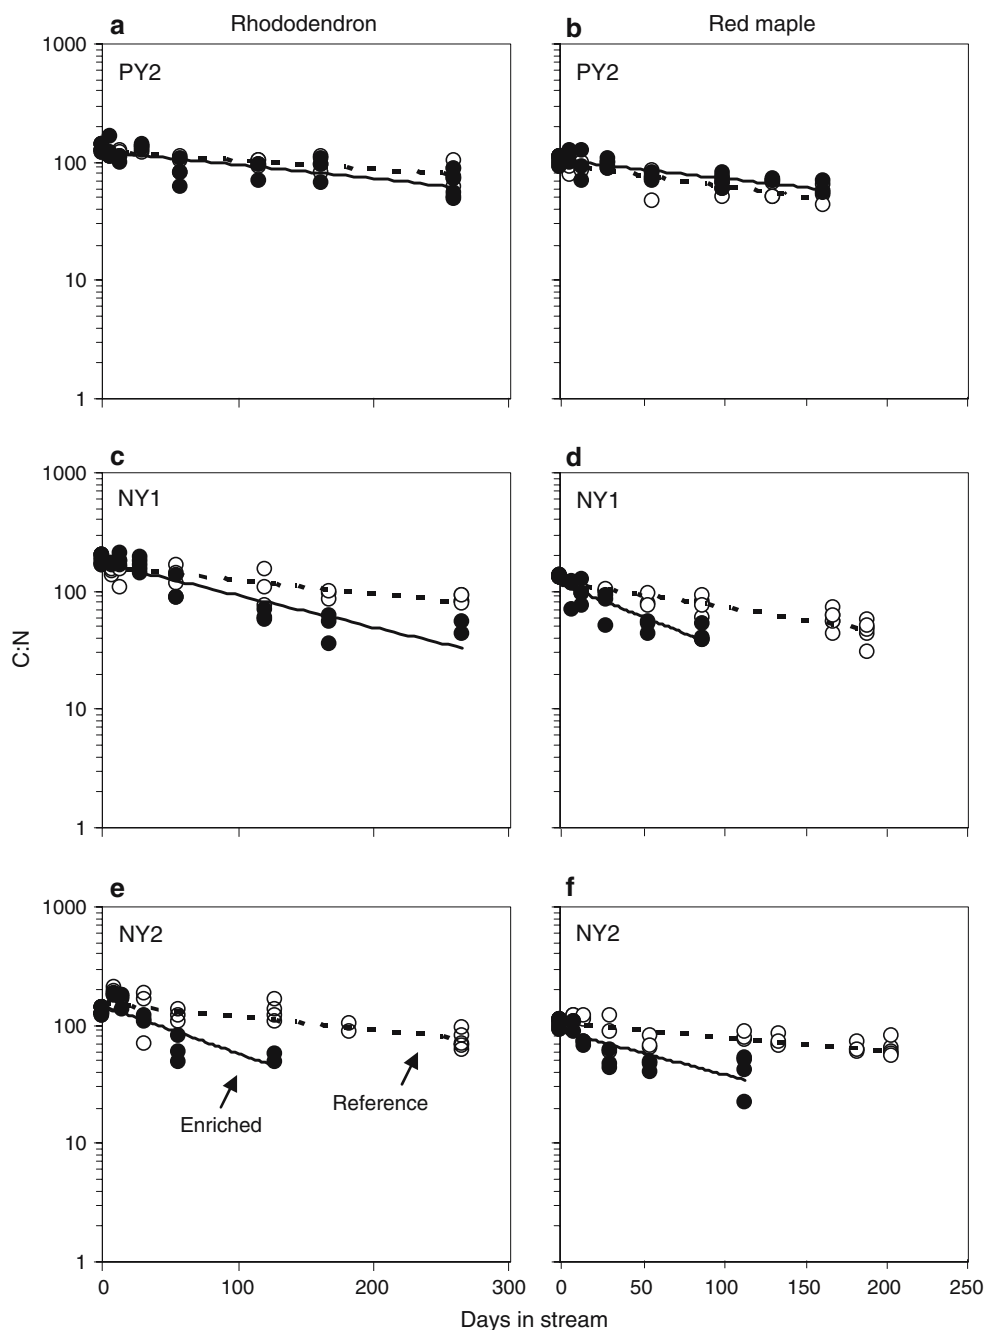 a Rhododendron
b Red maple
1000
PY2
PY2
100
10
1
c
d
1000
NY1
NY1
100
C:N
10
1
e
f
1000
NY2
NY2
100
Enriched
Reference
10
1
0 100 200 300
0 50 100 150 200 250
Days in stream